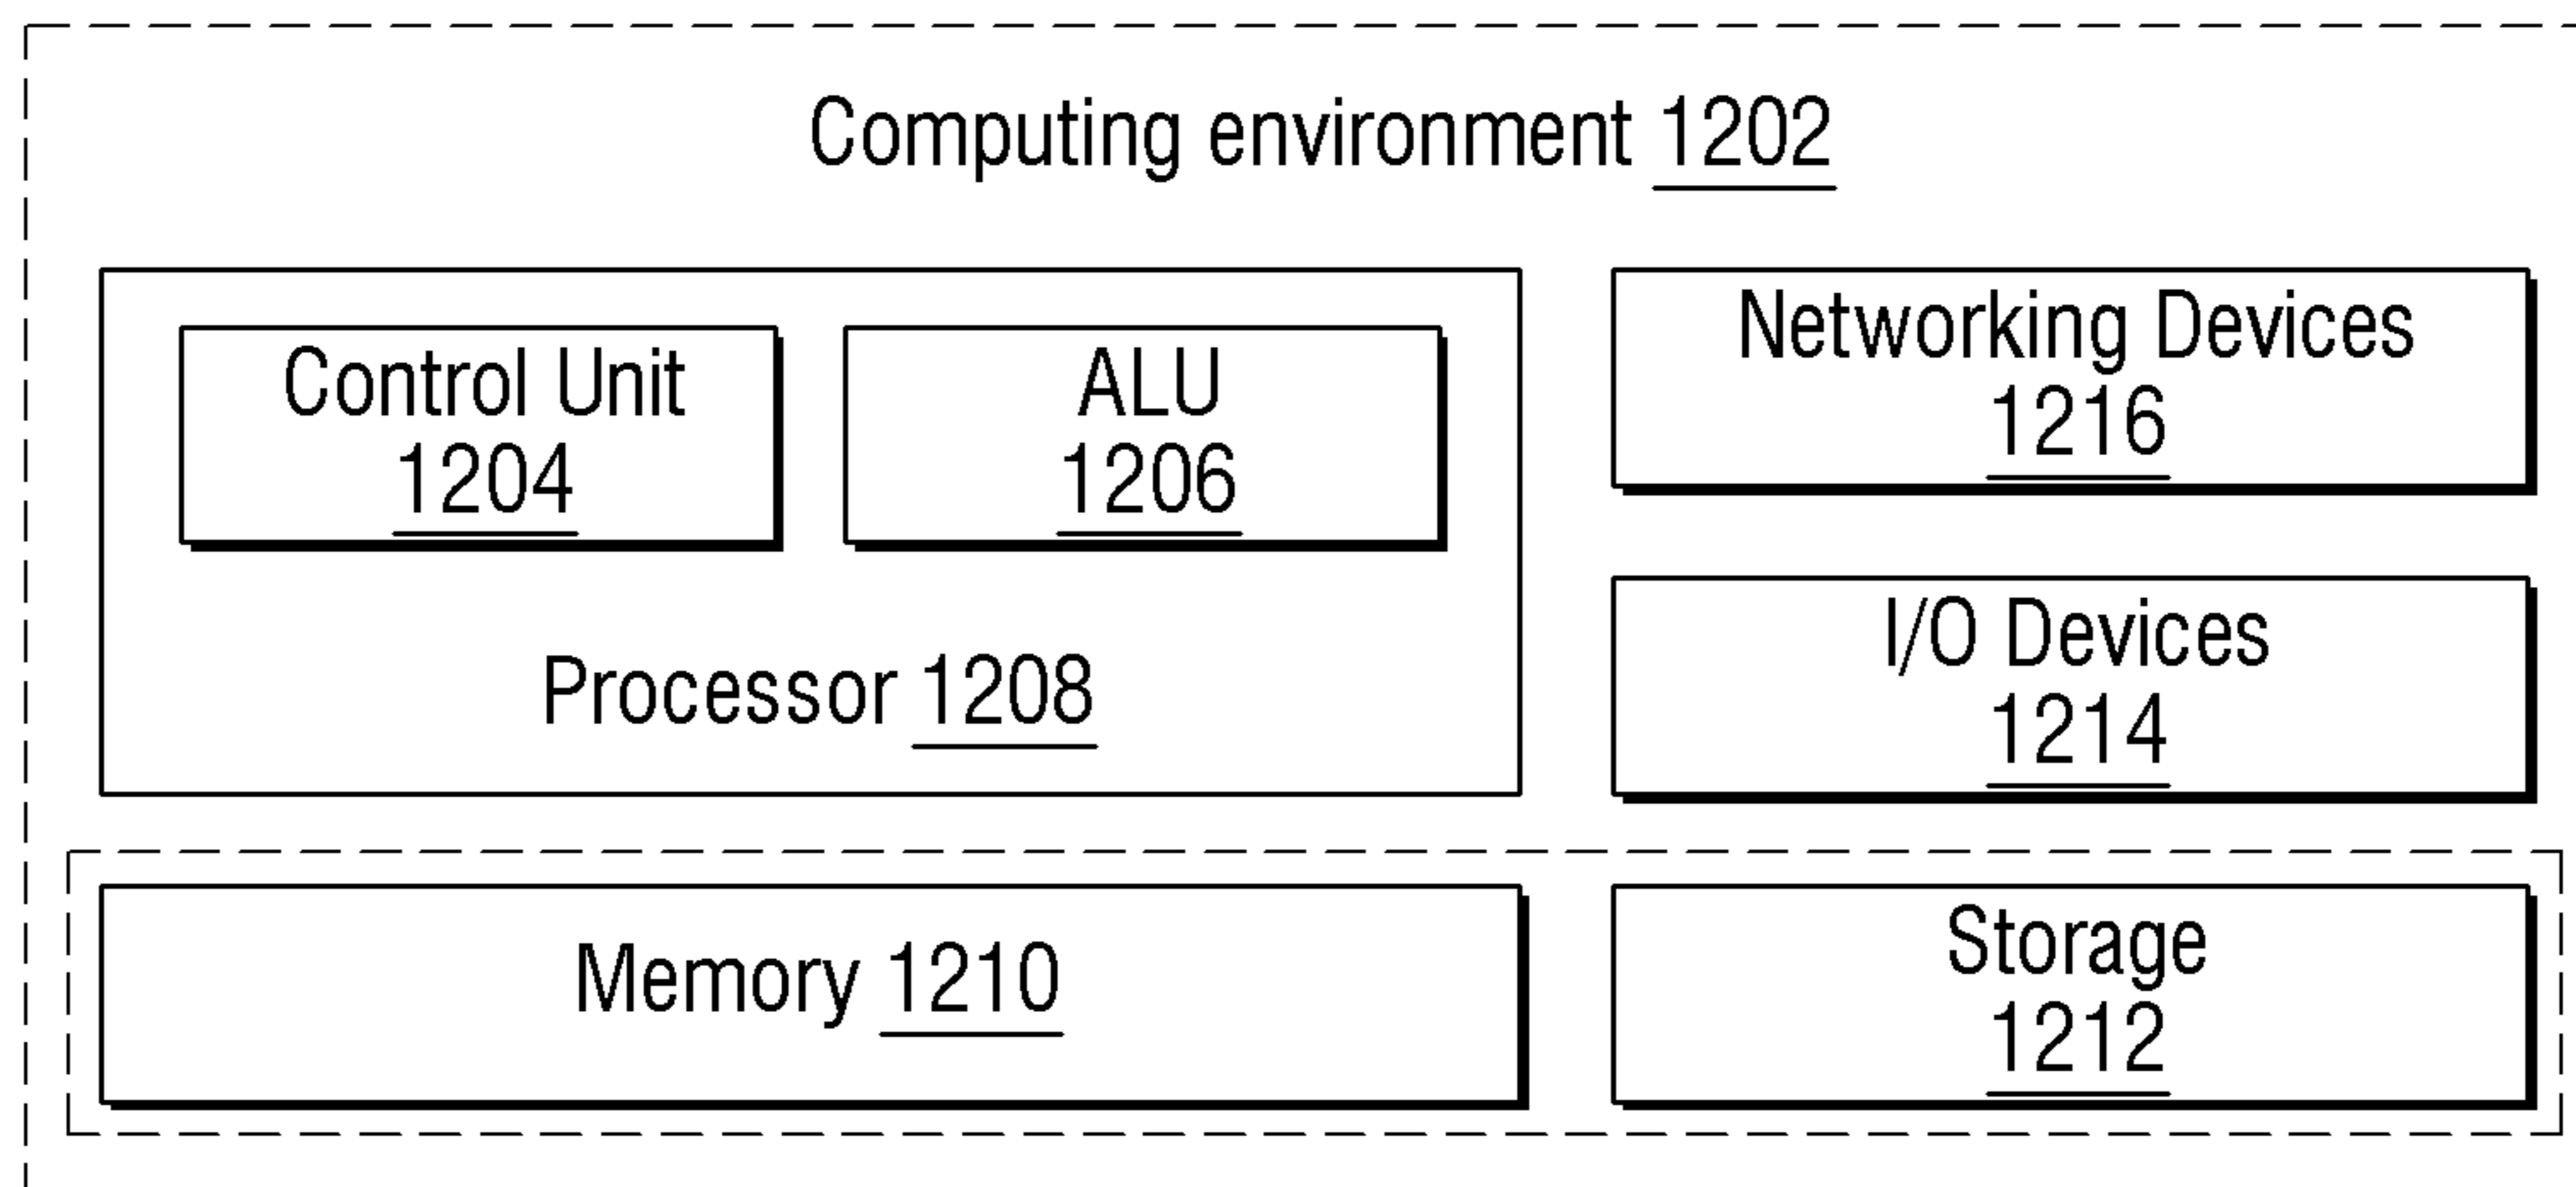 Computing environment 1202
Control Unit
1204
ALU
1206
Processor 1208
Networking Devices
1216
I/O Devices
1214
Memory 1210
Storage
1212